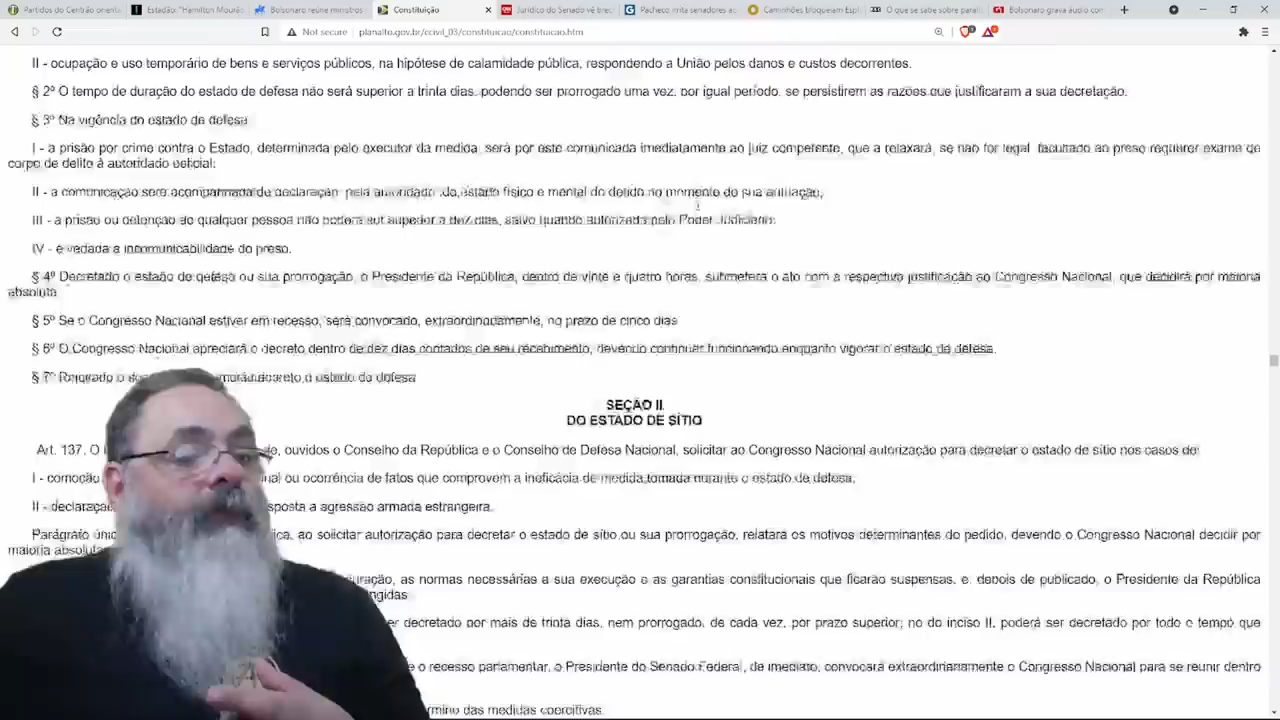 Partidos do Centrão orient
Estadão: "Hamilton Mourão
Bolsonaro reúne ministros
Constituição
Jurídico do Senado vê brec
Pacheco irrita senadores ao
Caminhões bloqueiam Espl
O que se sabe sobre parali
Bolsonaro grava áudio com
Not secure | planalto.gov.br/ccivil_03/constituicao/constituicao.htm
II - ocupação e uso temporário de bens e serviços públicos, na hipótese de calamidade pública, respondendo a União pelos danos e custos decorrentes.
§ 2º O tempo de duração do estado de defesa não será superior a trinta dias, podendo ser prorrogado uma vez, por igual período, se persistirem as razões que justificaram a sua decretação.
§ 3º Na vigência do estado de defesa
I - a prisão por crime contra o Estado, determinada pelo executor da medida, será por este comunicada imediatamente ao juiz competente, que a relaxará, se não for legal, facultado ao preso requerer exame de
corpo de delito à autoridade policial;
II - a comunicação será acompanhada de declaração, pela autoridade, do estado físico e mental do detido no momento de sua autuação;
III - a prisão ou detenção de qualquer pessoa não poderá ser superior a dez dias, salvo quando autorizada pelo Poder Judiciário;
IV - é vedada a incomunicabilidade do preso.
§ 4º Decretado o estado de defesa ou sua prorrogação, o Presidente da República, dentro de vinte e quatro horas, submeterá o ato com a respectiva justificação ao Congresso Nacional, que decidirá por maioria
absoluta
§ 5º Se o Congresso Nacional estiver em recesso, será convocado, extraordinariamente, no prazo de cinco dias
§ 6º O Congresso Nacional apreciará o decreto dentro de dez dias contados de seu recebimento, devendo continuar funcionando enquanto vigorar o estado de defesa.
§ 7º Rejeitado o decreto o estado de defesa
SEÇÃO II
DO ESTADO DE SÍTIO
Art. 137. O de, ouvidos o Conselho da República e o Conselho de Defesa Nacional, solicitar ao Congresso Nacional autorização para decretar o estado de sítio nos casos de
I - comoção nal ou ocorrência de fatos que comprovem a ineficácia de medida tomada durante o estado de defesa;
II - declaraçã sposta a agressão armada estrangeira.
Parágrafo únic ica, ao solicitar autorização para decretar o estado de sítio ou sua prorrogação, relatará os motivos determinantes do pedido, devendo o Congresso Nacional decidir por
maioria absoluta
uração, as normas necessárias a sua execução e as garantias constitucionais que ficarão suspensas, e, depois de publicado, o Presidente da República
ngidas
er decretado por mais de trinta dias, nem prorrogado, de cada vez, por prazo superior; no do inciso II, poderá ser decretado por todo o tempo que
e o recesso parlamentar, o Presidente do Senado Federal, de imediato, convocará extraordinariamente o Congresso Nacional para se reunir dentro
rmino das medidas coercitivas.